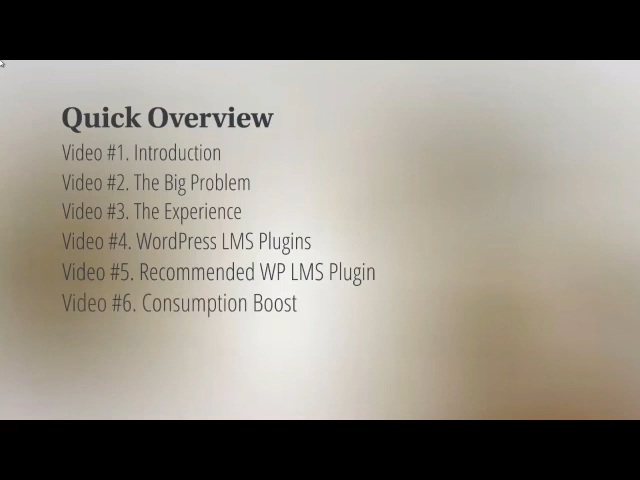 Quick Overview
Video #1. Introduction
Video #2. The Big Problem
Video #3. The Experience
Video #4. WordPress LMS Plugins
Video #5. Recommended WP LMS Plugin
Video #6. Consumption Boost